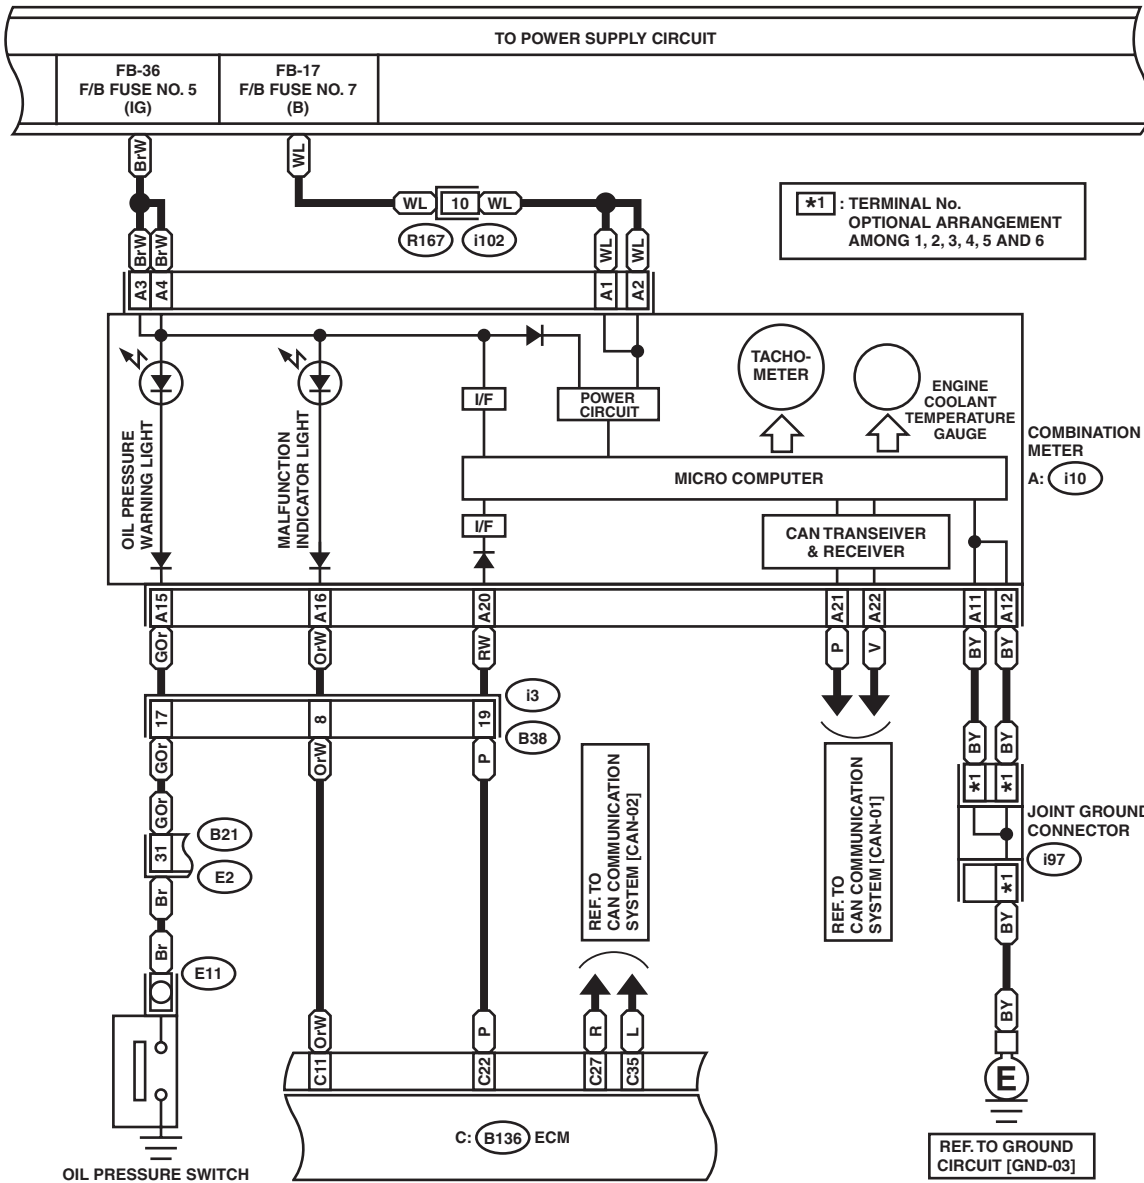 TO POWER SUPPLY CIRCUIT
FB-36
F/B FUSE NO. 5
(IG)
FB-17
F/B FUSE NO. 7
(B)
BrW
WL
WL
10
WL
R167
i102
*1 : TERMINAL No.
OPTIONAL ARRANGEMENT
AMONG 1, 2, 3, 4, 5 AND 6
BrW
BrW
WL
WL
A3
A4
A1
A2
TACHO-
METER
I/F
POWER
CIRCUIT
ENGINE
COOLANT
TEMPERATURE
GAUGE
OIL PRESSURE
WARNING LIGHT
MALFUNCTION
INDICATOR LIGHT
COMBINATION
METER
A: i10
MICRO COMPUTER
I/F
CAN TRANSEIVER
& RECEIVER
A15
A16
A20
A21
A22
A11
A12
GOr
OrW
RW
P
V
BY
BY
i3
17
8
19
B38
GOr
OrW
P
BY
BY
*1
*1
GOr
REF. TO
CAN COMMUNICATION
SYSTEM [CAN-02]
REF. TO
CAN COMMUNICATION
SYSTEM [CAN-01]
JOINT GROUND
CONNECTOR
i97
B21
31
E2
*1
Br
BY
Br
E11
BY
OrW
P
R
L
C11
C22
C27
C35
E
C: B136 ECM
REF. TO GROUND
CIRCUIT [GND-03]
OIL PRESSURE SWITCH